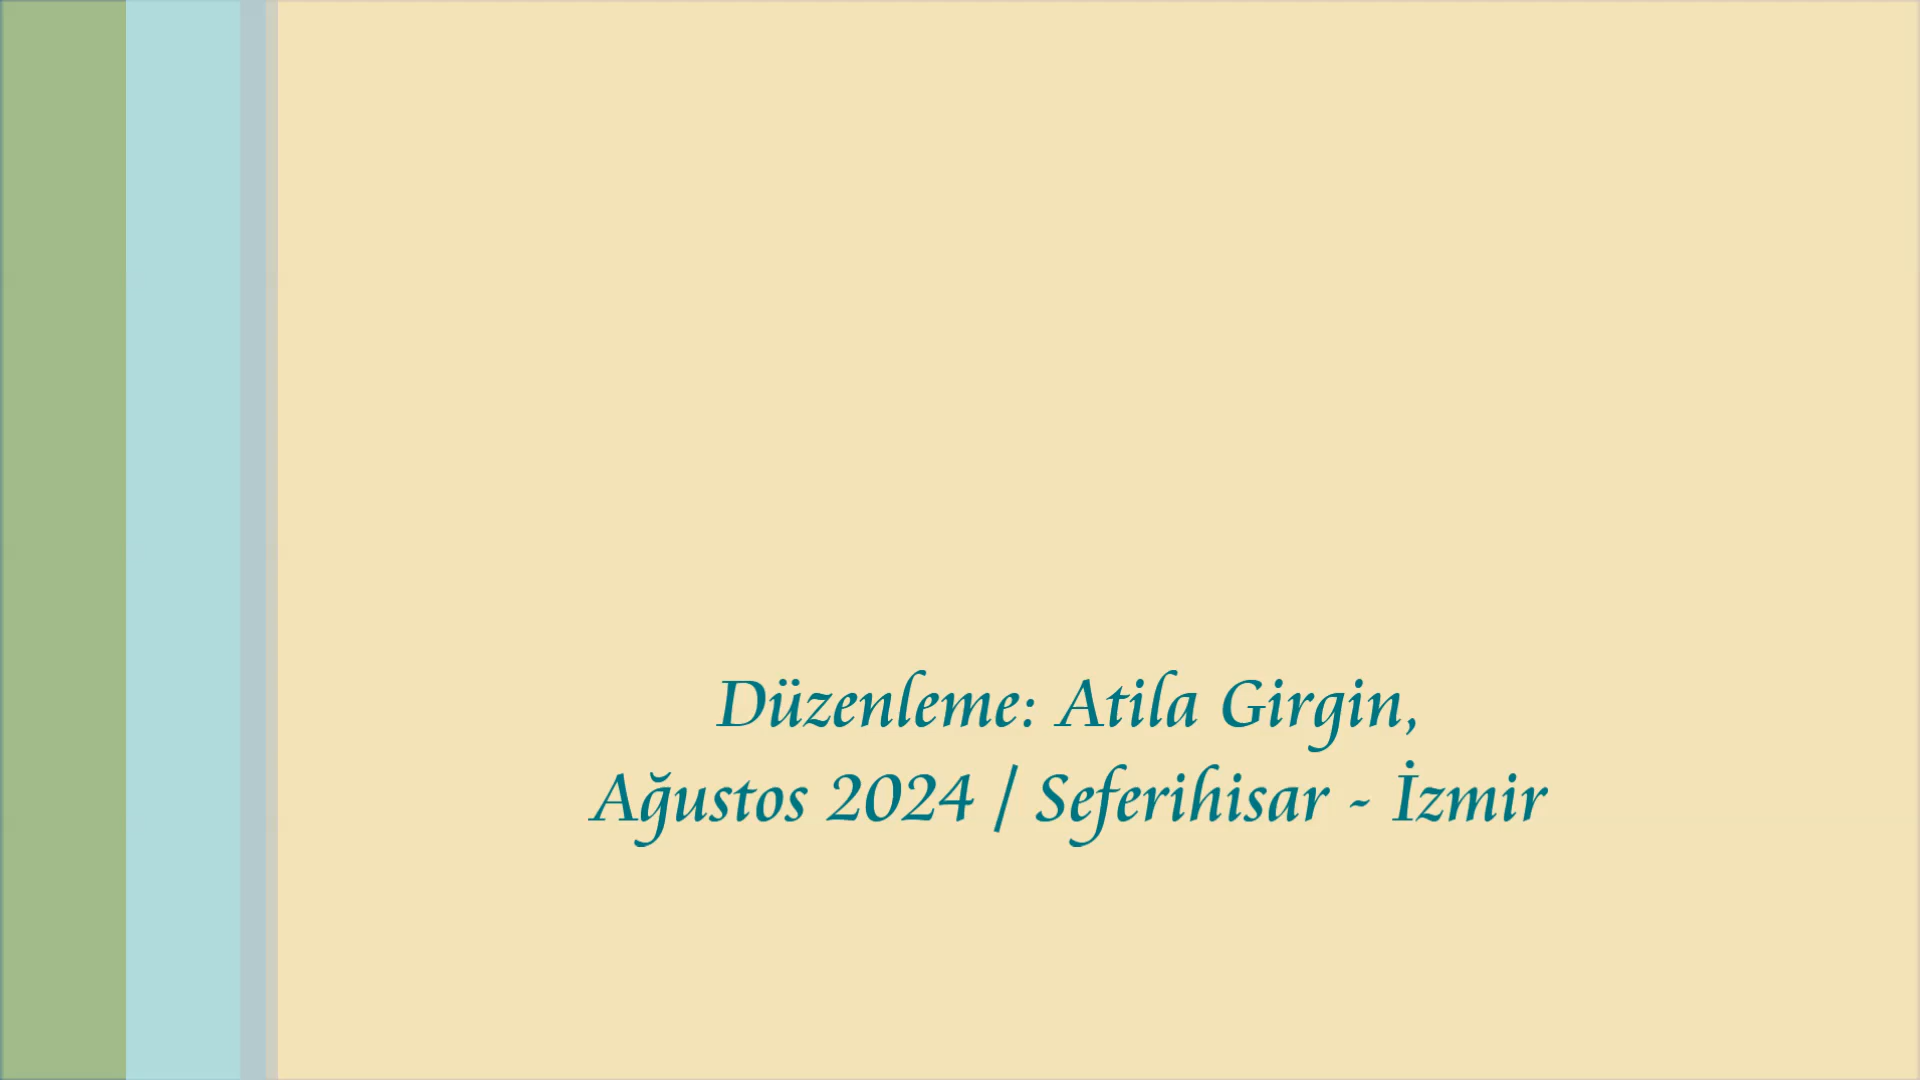 Düzenleme: Atila Girgin,
Ağustos 2024 / Seferihisar - İzmir